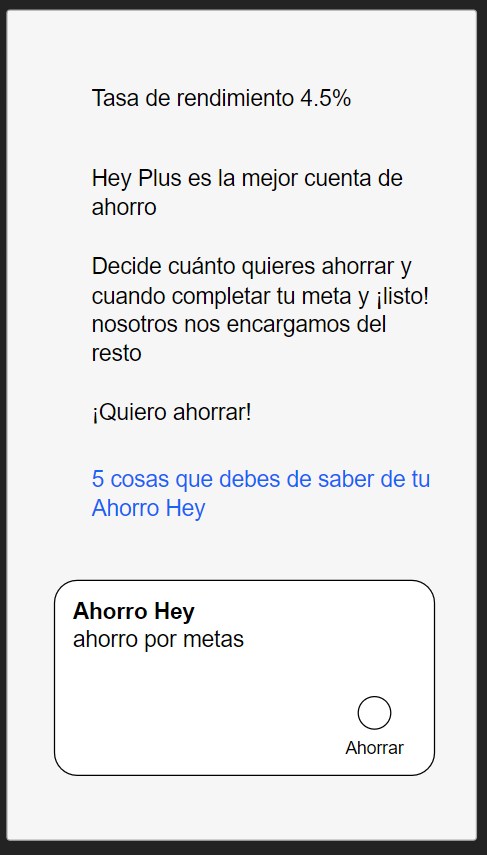 Tasa de rendimiento 4.5%
Hey Plus es la mejor cuenta de
ahorro
Decide cuánto quieres ahorrar y
cuando completar tu meta y ¡listo!
nosotros nos encargamos del
resto
¡Quiero ahorrar!
5 cosas que debes de saber de tu
Ahorro Hey
Ahorro Hey
ahorro por metas
Ahorrar